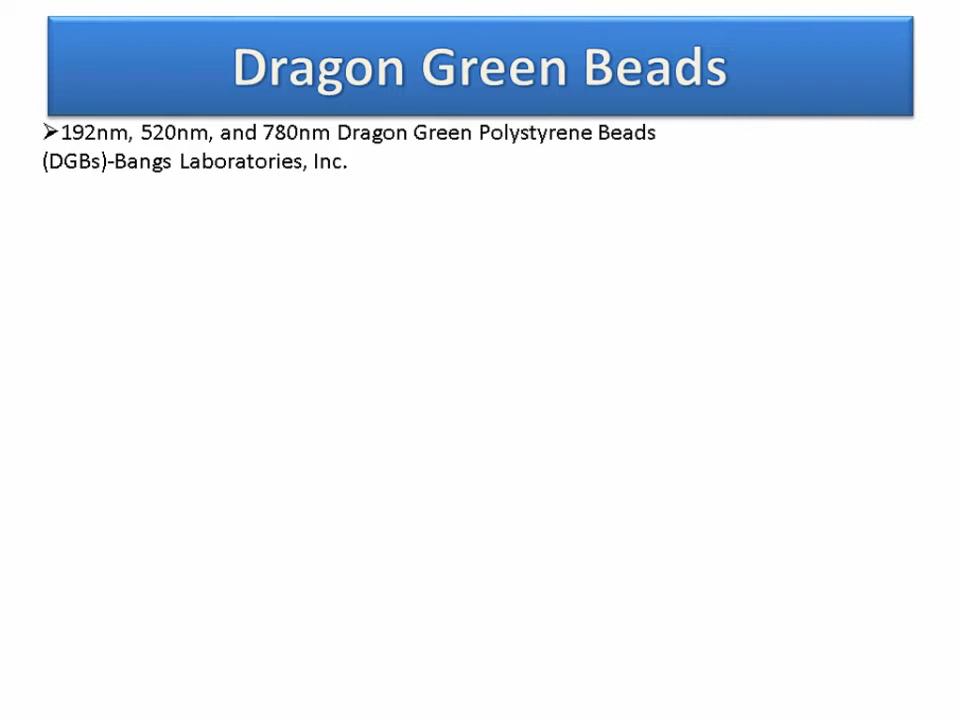 Dragon Green Beads
➢192nm, 520nm, and 780nm Dragon Green Polystyrene Beads
(DGBs)-Bangs Laboratories, Inc.